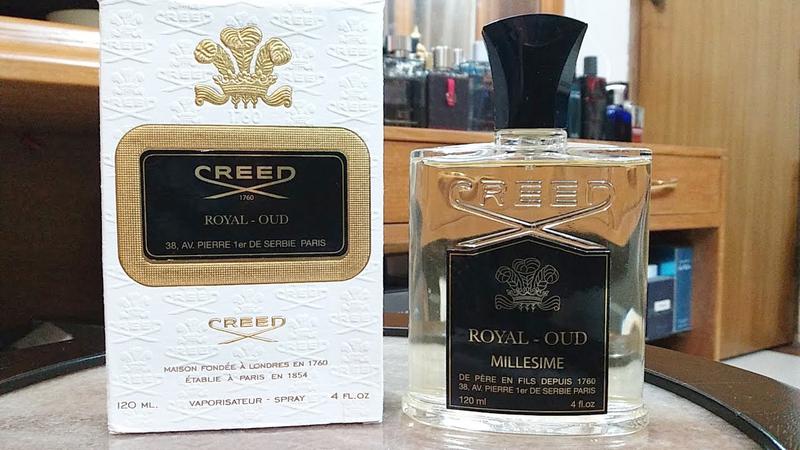 1760
CREED
1760
ROYAL - OUD
38, AV. PIERRE 1er DE SERBIE PARIS
CREED
MAISON FONDÉE À LONDRES EN 1760
ÉTABLIE À PARIS EN 1854
120 ML. VAPORISATEUR - SPRAY 4 FL.OZ
CREED
ROYAL - OUD
MILLESIME
DE PÈRE EN FILS DEPUIS 1760
38, AV. PIERRE 1er DE SERBIE PARIS
120 ml 4 fl.oz